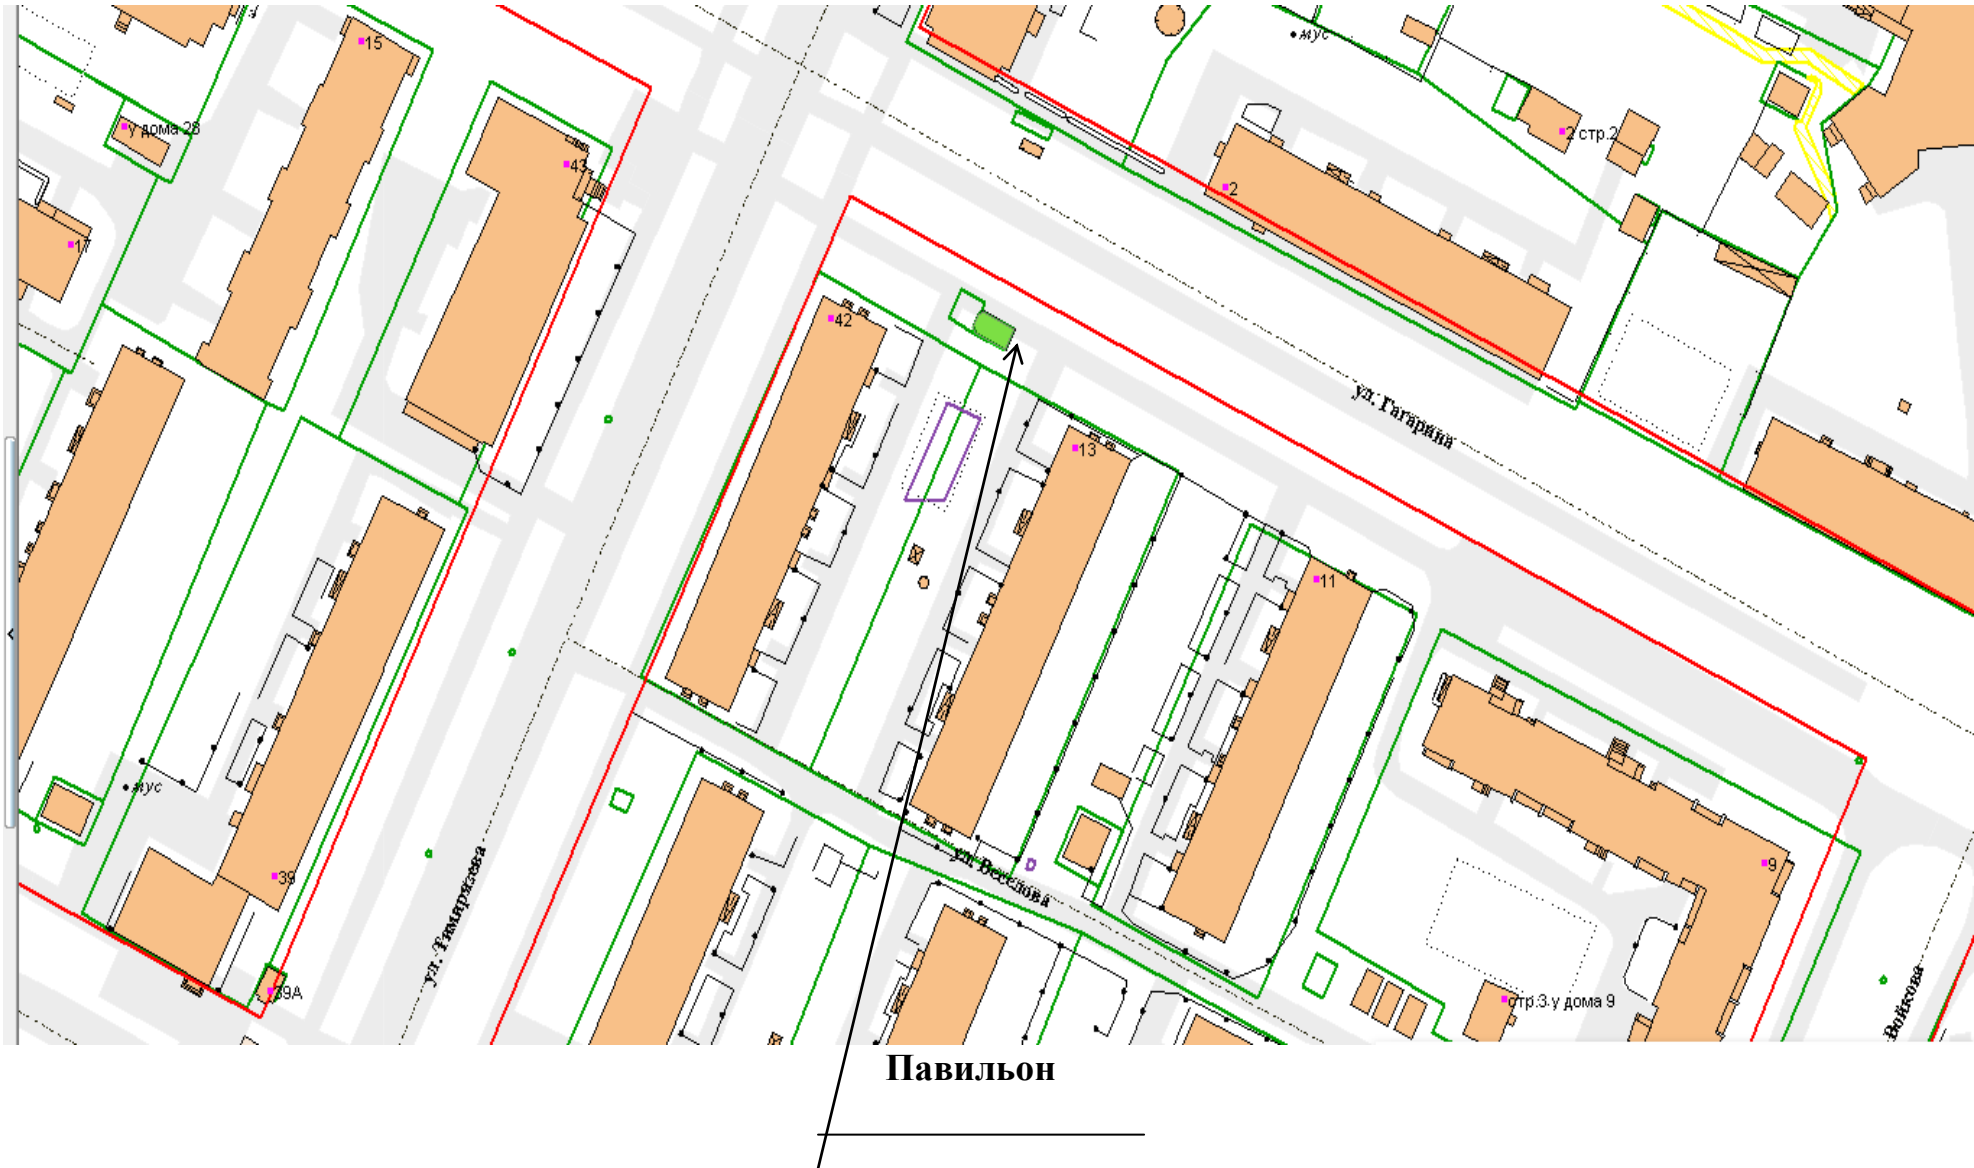 15
мус
у дома 28
2 стр.2
43
2
17
42
ул. Гагарина
13
11
мус
ул. Тимирязева
ул. Веселова
9
39
39А
стр.3 у дома 9
Войкова
Павильон